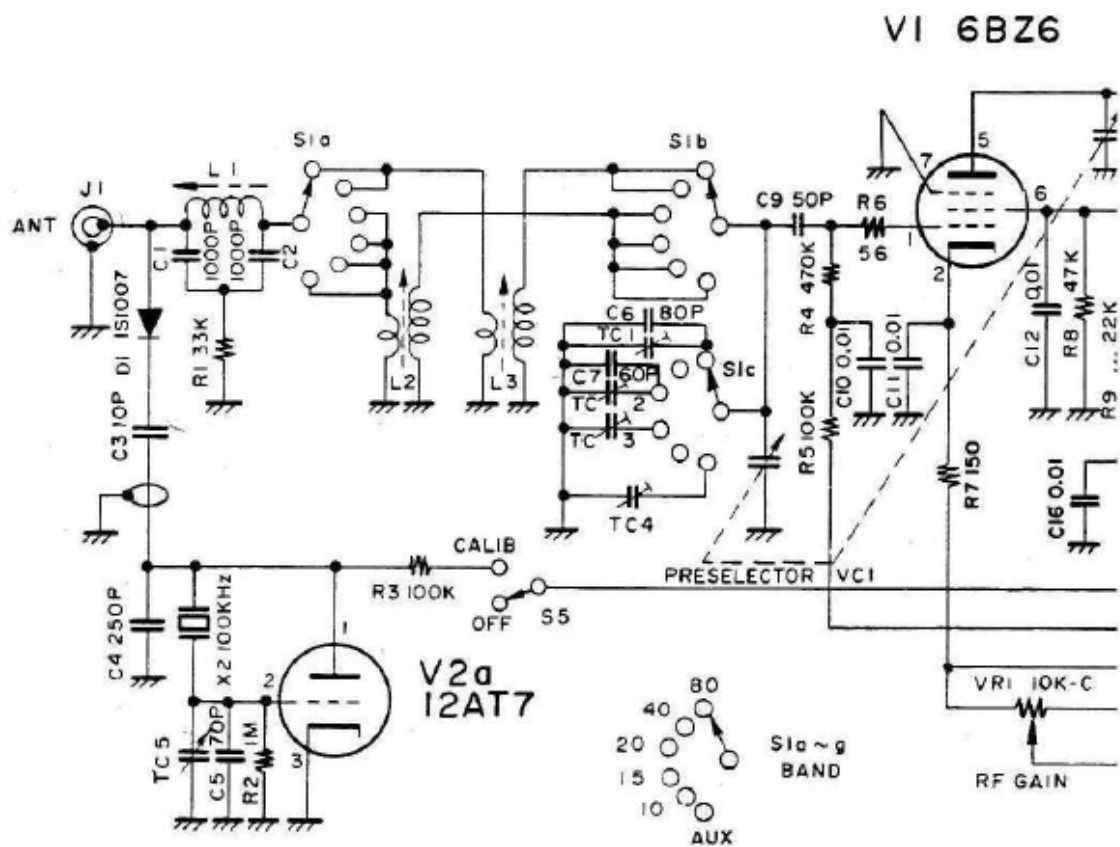 V1 6BZ6
S1a
S1b
J1
L1
ANT
C1
1000P
1000P
C2
C9 50P
R6
56
7
5
6
1
2
D1 1S1007
R1 33K
C3 10P
L2
L3
C6 80P
TC1
C7 60P
TC 2
TC 3
TC4
S1c
R4 470K
R5 100K
C10 0.01
C11 0.01
C12 0.01
R8 47K
R9 ... 22K
R7 150
C16 0.01
PRESELECTOR VC1
CALIB
R3 100K
OFF
S5
C4 250P
X2 100KHz
1
2
3
V2a
12AT7
TC5
C5 70P
R2 1M
80
40
20
15
10
AUX
S1a~g
BAND
VR1 10K-C
RF GAIN